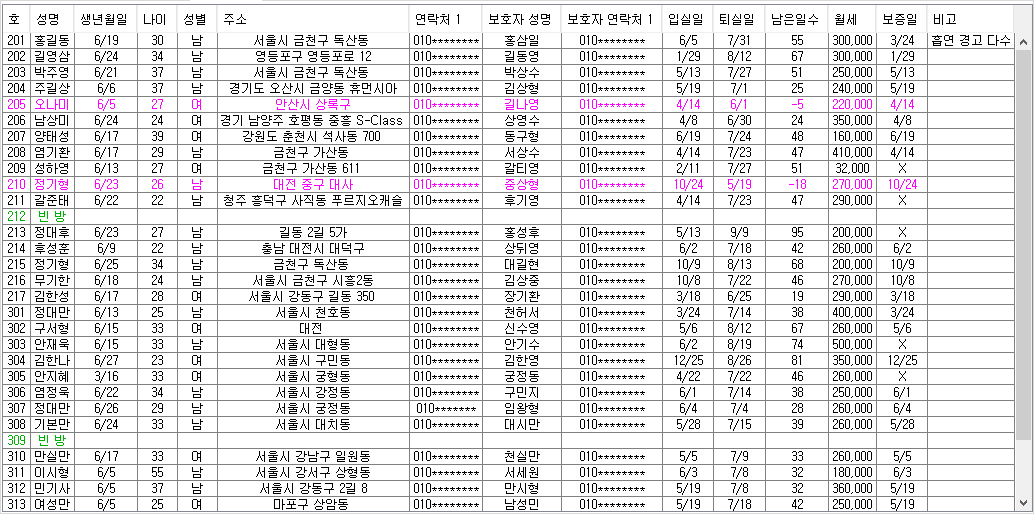 호 성명 생년월일 나이 성별 주소 연락처 1 보호자 성명 보호자 연락처 1 입실일 퇴실일 남은일수 월세 보증일 비고
201 홍길동 6/19 30 남 서울시 금천구 독산동 010******** 홍삼일 010******** 6/5 7/31 55 300,000 3/24 흡연 경고 다수
202 길영삼 6/24 34 남 영등포구 영등포로 12 010******** 길동영 010******** 1/29 8/12 67 300,000 1/29
203 박주영 6/21 37 남 서울시 금천구 독산동 010******** 박상수 010******** 5/13 7/27 51 250,000 5/13
204 주길상 6/6 37 남 경기도 오산시 금양동 휴먼시아 010******** 김상형 010******** 5/19 7/1 25 240,000 5/19
205 오나미 6/5 27 여 안산시 상록구 010******** 길나영 010******** 4/14 6/1 -5 220,000 4/14
206 남상미 6/24 24 여 경기 남양주 호평동 중흥 S-Class 010******** 상영수 010******** 4/8 6/30 24 350,000 4/8
207 양태성 6/17 39 여 강원도 춘천시 석사동 700 010******** 동구형 010******** 6/19 7/24 48 160,000 6/19
208 염기환 6/17 29 남 금천구 가산동 010******** 서상수 010******** 4/14 7/23 47 410,000 4/14
209 성하영 6/13 27 여 금천구 가산동 611 010******** 갈티영 010******** 2/11 7/27 51 32,000 X
210 정기형 6/23 26 남 대전 중구 대사 010******** 중상형 010******** 10/24 5/19 -18 270,000 10/24
211 갈준태 6/22 22 남 청주 흥덕구 사직동 푸르지오캐슬 010******** 후기영 010******** 4/14 7/23 47 290,000 X
212 빈 방
213 정대후 6/23 27 남 길동 2길 5가 010******** 홍성후 010******** 5/13 9/9 95 200,000 X
214 후성훈 6/9 22 남 충남 대전시 대덕구 010******** 상뒤영 010******** 6/2 7/18 42 260,000 6/2
215 정기형 6/25 34 남 금천구 독산동 010******** 대길현 010******** 10/9 8/13 68 200,000 10/9
216 무기한 6/18 24 남 서울시 금천구 시흥2동 010******** 김상중 010******** 10/8 7/22 46 270,000 10/8
217 김한성 6/17 28 여 서울시 강동구 길동 350 010******** 장기환 010******** 3/18 6/25 19 290,000 3/18
301 정대만 6/13 25 남 서울시 천호동 010******** 천허서 010******** 3/24 7/14 38 400,000 3/24
302 구서형 6/15 33 여 대전 010******** 신수영 010******** 5/6 8/12 67 260,000 5/6
303 안재욱 6/15 33 남 서울시 대형동 010******** 안기수 010******** 6/2 8/19 74 500,000 X
304 김한나 6/27 23 여 서울시 구민동 010******** 김한영 010******** 12/25 8/26 81 350,000 12/25
305 안지혜 3/16 33 여 서울시 궁형동 010******** 궁정동 010******** 4/22 7/22 46 260,000 X
306 염정욱 6/22 34 남 서울시 강정동 010******** 구민지 010******** 6/1 7/14 38 250,000 6/1
307 정대만 6/26 29 남 서울시 궁정동 010******* 임왕형 010******** 6/4 7/4 28 260,000 6/4
308 기본만 6/24 33 남 서울시 대치동 010******** 대시만 010******** 5/28 7/15 39 260,000 5/28
309 빈 방
310 만실만 6/17 33 여 서울시 강남구 일원동 010******** 천실만 010******** 5/5 7/9 33 260,000 5/5
311 이시형 6/5 55 남 서울시 강서구 상형동 010******** 서세원 010******** 6/3 7/8 32 180,000 6/3
312 민기사 6/5 37 남 서울시 강동구 2길 8 010******** 만시형 010******** 5/19 7/8 32 360,000 5/19
313 여성만 6/5 25 여 마포구 상암동 010******** 남성민 010******** 5/19 7/18 42 250,000 5/19